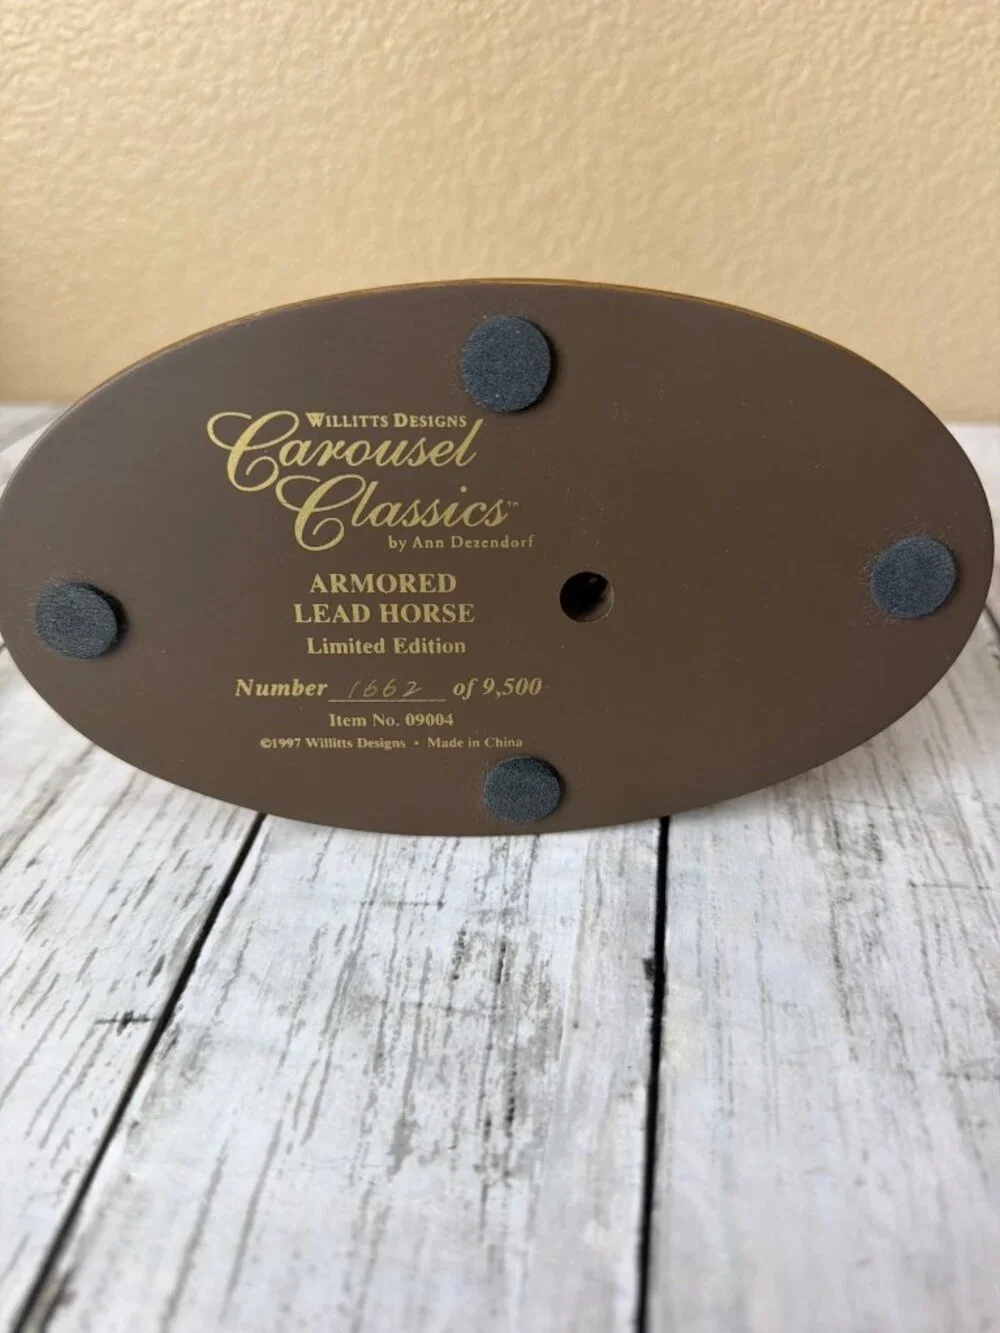 WILLITTS DESIGNS
Carousel
Classics™
by Ann Dezendorf
ARMORED
LEAD HORSE
Limited Edition
Number 1662 of 9,500
Item No. 09004
©1997 Willitts Designs • Made in China